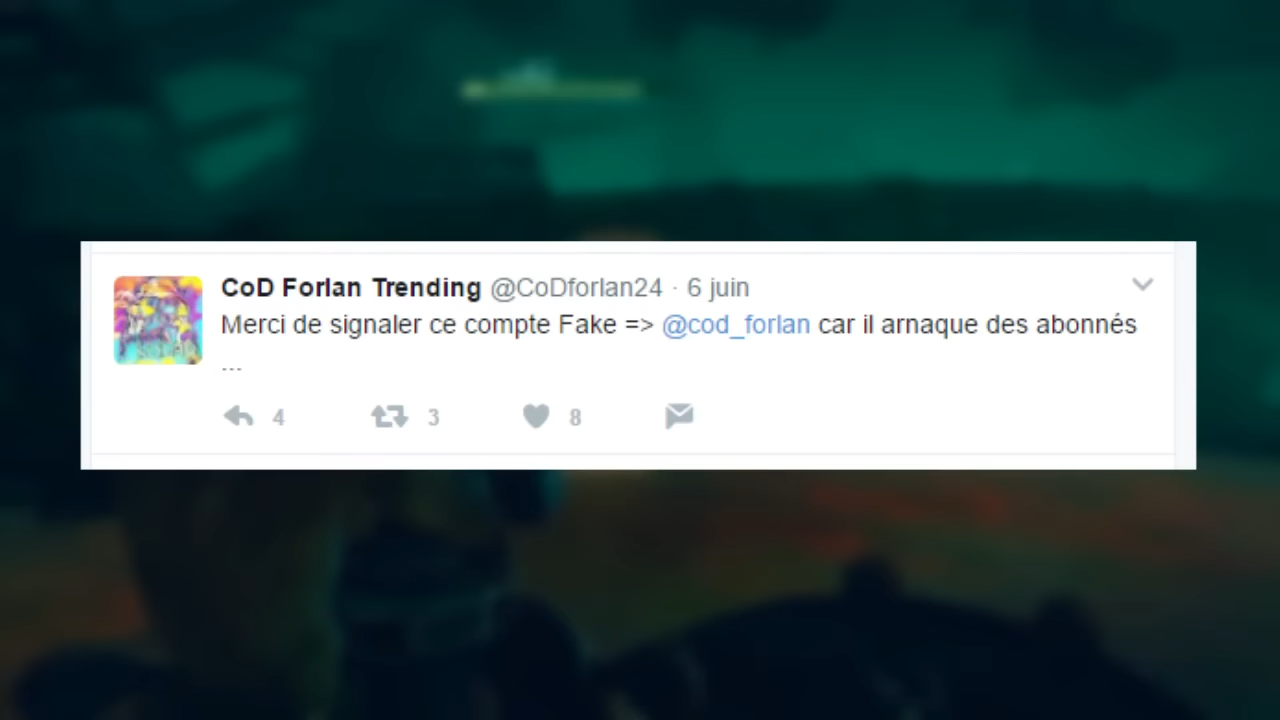 CoD Forlan Trending @CoDforlan24 · 6 juin
Merci de signaler ce compte Fake => @cod_forlan car il arnaque des abonnés
...
4 3 8